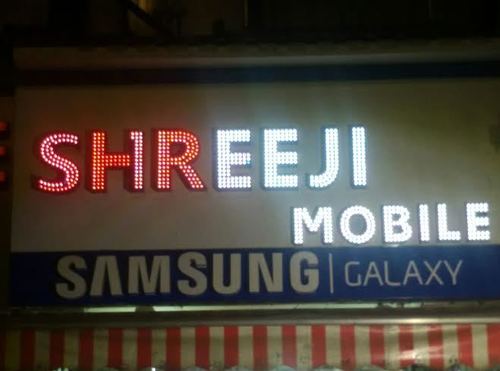 SHREEJI
MOBILE
SAMSUNG | GALAXY